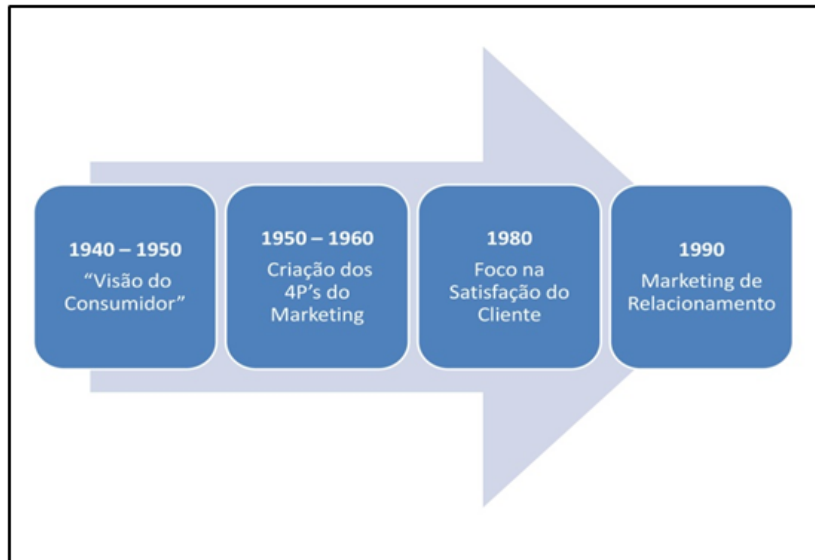 1940 – 1950
“Visão do
Consumidor”
1950 – 1960
Criação dos
4P’s do
Marketing
1980
Foco na
Satisfação do
Cliente
1990
Marketing de
Relacionamento